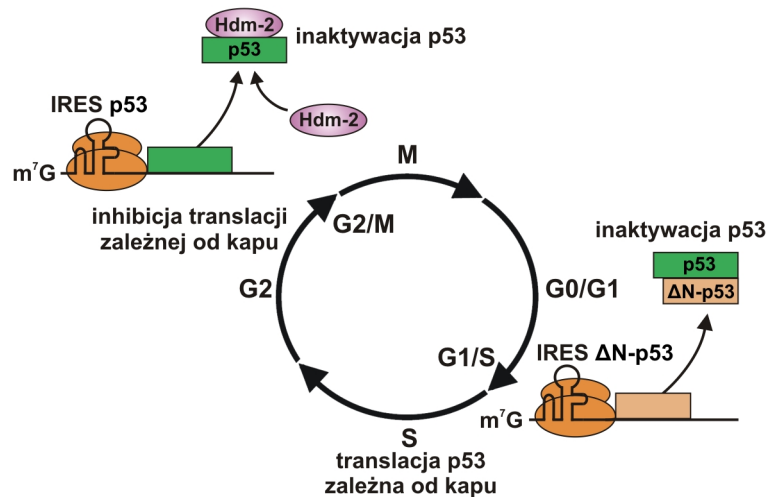 Hdm-2
p53
inaktywacja p53
IRES p53
Hdm-2
m⁷G
inhibicja translacji
zależnej od kapu
M
G2/M
G2
G0/G1
G1/S
S
translacja p53
zależna od kapu
inaktywacja p53
p53
ΔN-p53
IRES ΔN-p53
m⁷G